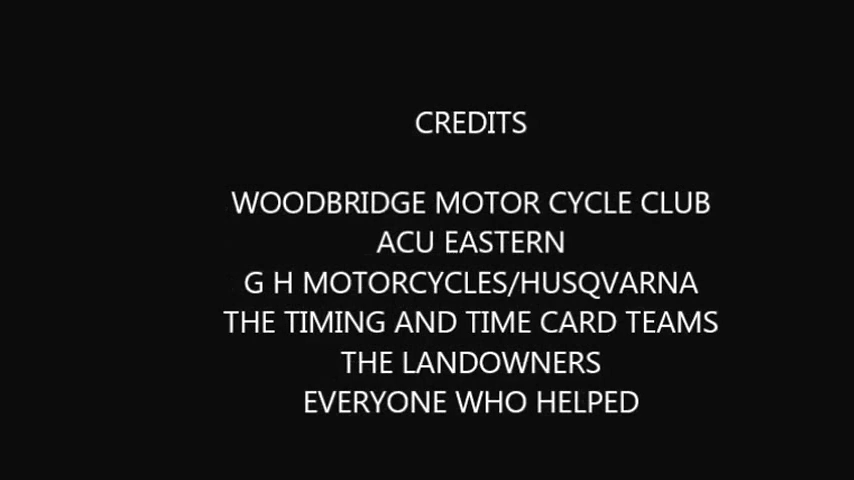 CREDITS
WOODBRIDGE MOTOR CYCLE CLUB
ACU EASTERN
G H MOTORCYCLES/HUSQVARNA
THE TIMING AND TIME CARD TEAMS
THE LANDOWNERS
EVERYONE WHO HELPED